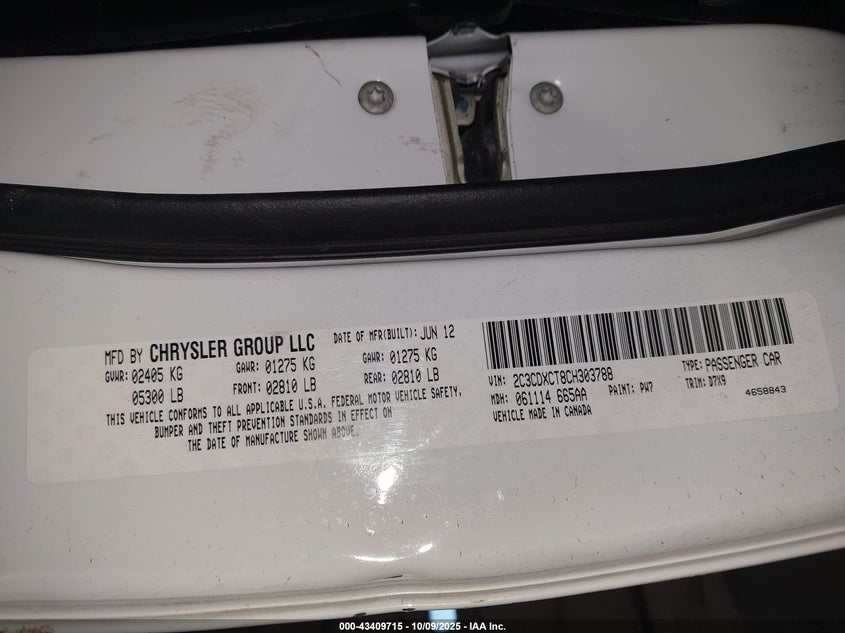 MFD BY CHRYSLER GROUP LLC
DATE OF MFR(BUILT): JUN 12
GVWR: 02405 KG
GAWR: 01275 KG
GAWR: 01275 KG
05300 LB
FRONT: 02810 LB
REAR: 02810 LB
THIS VEHICLE CONFORMS TO ALL APPLICABLE U.S.A. FEDERAL MOTOR VEHICLE SAFETY,
BUMPER AND THEFT PREVENTION STANDARDS IN EFFECT ON
THE DATE OF MANUFACTURE SHOWN ABOVE.
VIN: 2C3CDXCT8CH303788
TYPE: PASSENGER CAR
MDH: 061114 665AA
PAINT: PW7
TRIM: D7X9
VEHICLE MADE IN CANADA
4658843
000-43409715 - 10/09/2025 - IAA Inc.